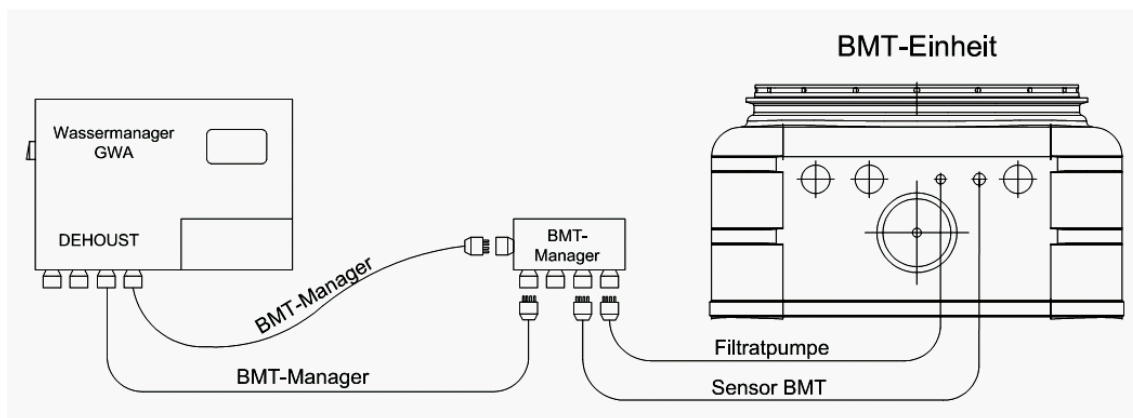 BMT-Einheit
Wassermanager
GWA
DEHOUST
BMT-
Manager
BMT-Manager
BMT-Manager
Filtratpumpe
Sensor BMT